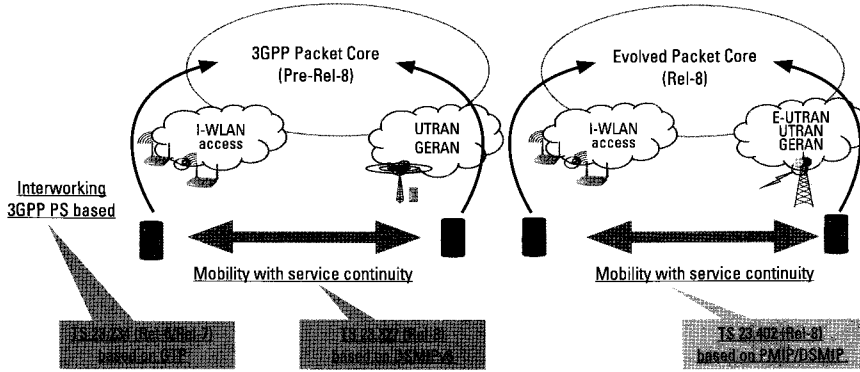 3GPP Packet Core
(Pre-Rel-8)
Evolved Packet Core
(Rel-8)
I-WLAN
access
UTRAN
GERAN
I-WLAN
access
E-UTRAN
UTRAN
GERAN
Interworking
3GPP PS based
Mobility with service continuity
Mobility with service continuity
TS (Rel-6/Rel-7)
based on GTP
TS 23.327 (Rel-8)
based on DSMIPv6
TS 23.402 (Rel-8)
based on PMIP/DSMIP